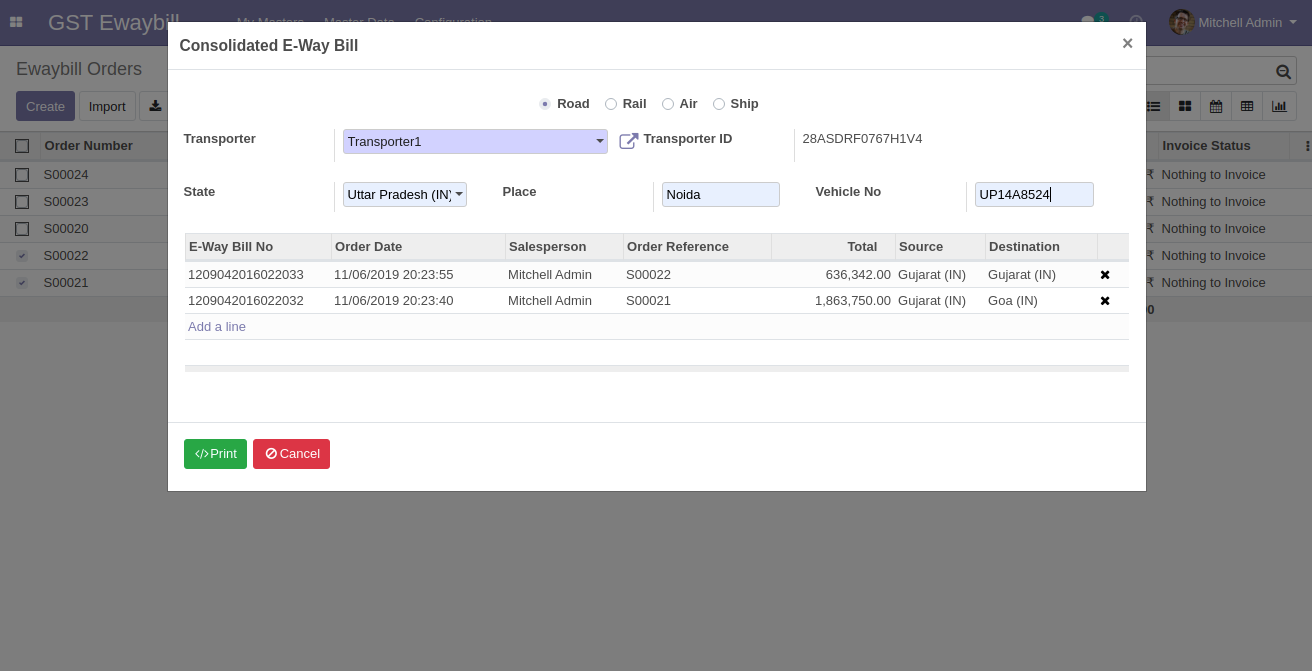 GST Ewaybill My Masters Master Data Configuration 3 Mitchell Admin
Consolidated E-Way Bill ×
Ewaybill Orders
Create Import
Road Rail Air Ship
Transporter Transporter1 Transporter ID 28ASDRF0767H1V4
State Uttar Pradesh (IN) Place Noida Vehicle No UP14A8524
Order Number Invoice Status
S00024 ₹ Nothing to Invoice
S00023 ₹ Nothing to Invoice
S00020 ₹ Nothing to Invoice
S00022 ₹ Nothing to Invoice
S00021 ₹ Nothing to Invoice
E-Way Bill No Order Date Salesperson Order Reference Total Source Destination
1209042016022033 11/06/2019 20:23:55 Mitchell Admin S00022 636,342.00 Gujarat (IN) Gujarat (IN)
1209042016022032 11/06/2019 20:23:40 Mitchell Admin S00021 1,863,750.00 Gujarat (IN) Goa (IN)
Add a line
Print Cancel